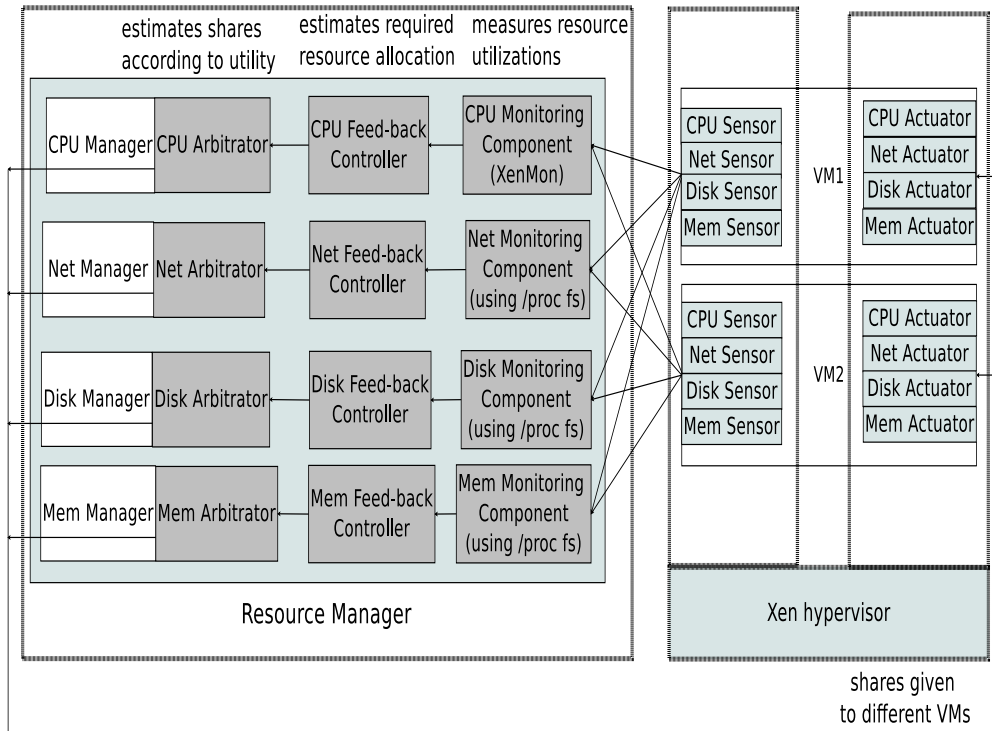 estimates shares
according to utility
estimates required
resource allocation
measures resource
utilizations
CPU Manager
CPU Arbitrator
CPU Feed-back
Controller
CPU Monitoring
Component
(XenMon)
Net Manager
Net Arbitrator
Net Feed-back
Controller
Net Monitoring
Component
(using /proc fs)
Disk Manager
Disk Arbitrator
Disk Feed-back
Controller
Disk Monitoring
Component
(using /proc fs)
Mem Manager
Mem Arbitrator
Mem Feed-back
Controller
Mem Monitoring
Component
(using /proc fs)
Resource Manager
CPU Sensor
Net Sensor
Disk Sensor
Mem Sensor
VM1
CPU Actuator
Net Actuator
Disk Actuator
Mem Actuator
CPU Sensor
Net Sensor
Disk Sensor
Mem Sensor
VM2
CPU Actuator
Net Actuator
Disk Actuator
Mem Actuator
Xen hypervisor
shares given
to different VMs